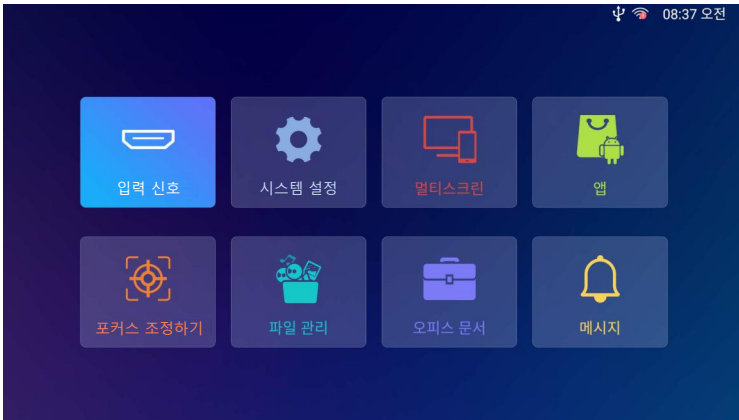 08:37 오전
입력 신호
시스템 설정
멀티스크린
앱
포커스 조정하기
파일 관리
오피스 문서
메시지